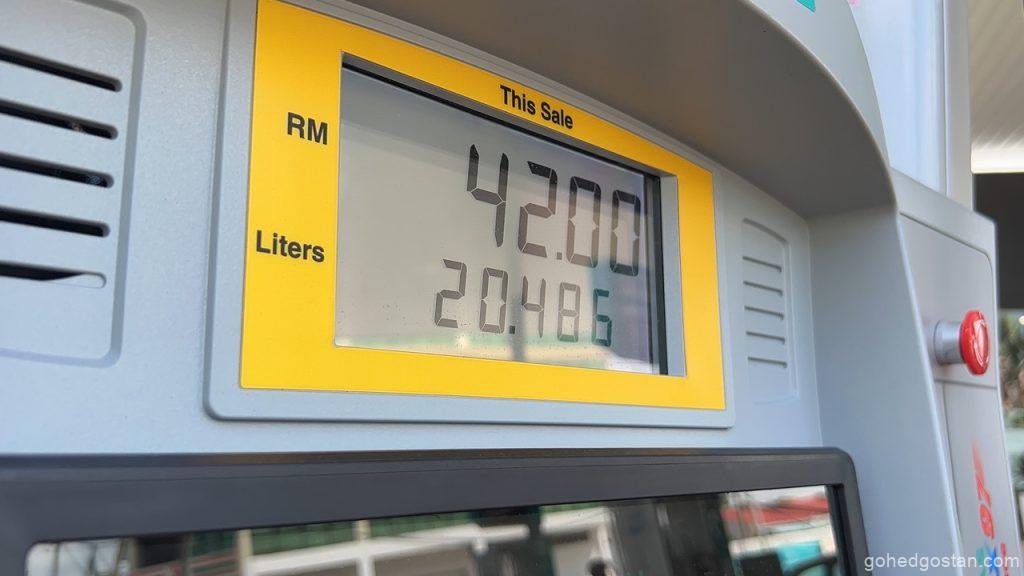 This Sale
RM
42.00
Liters
20.486
gohedgostan.com